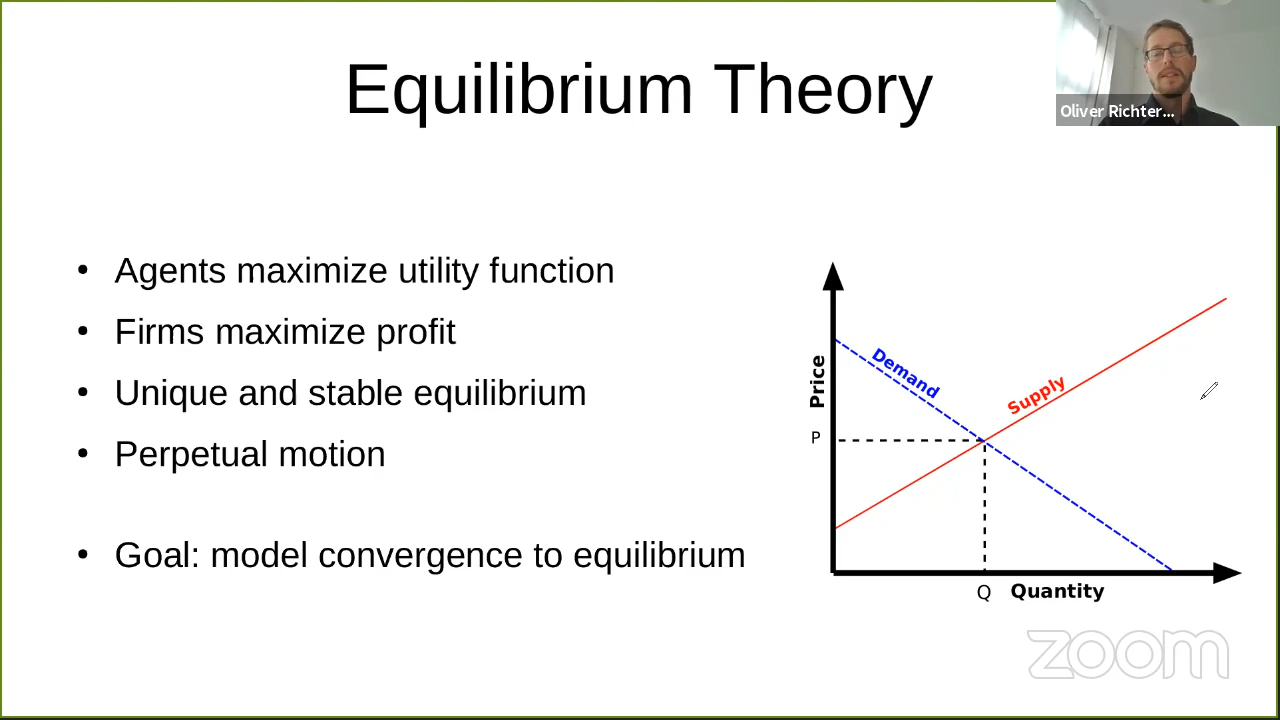 Equilibrium Theory
Oliver Richter...
• Agents maximize utility function
• Firms maximize profit
• Unique and stable equilibrium
• Perpetual motion
• Goal: model convergence to equilibrium
Price
Demand
Supply
P
Q
Quantity
zoom